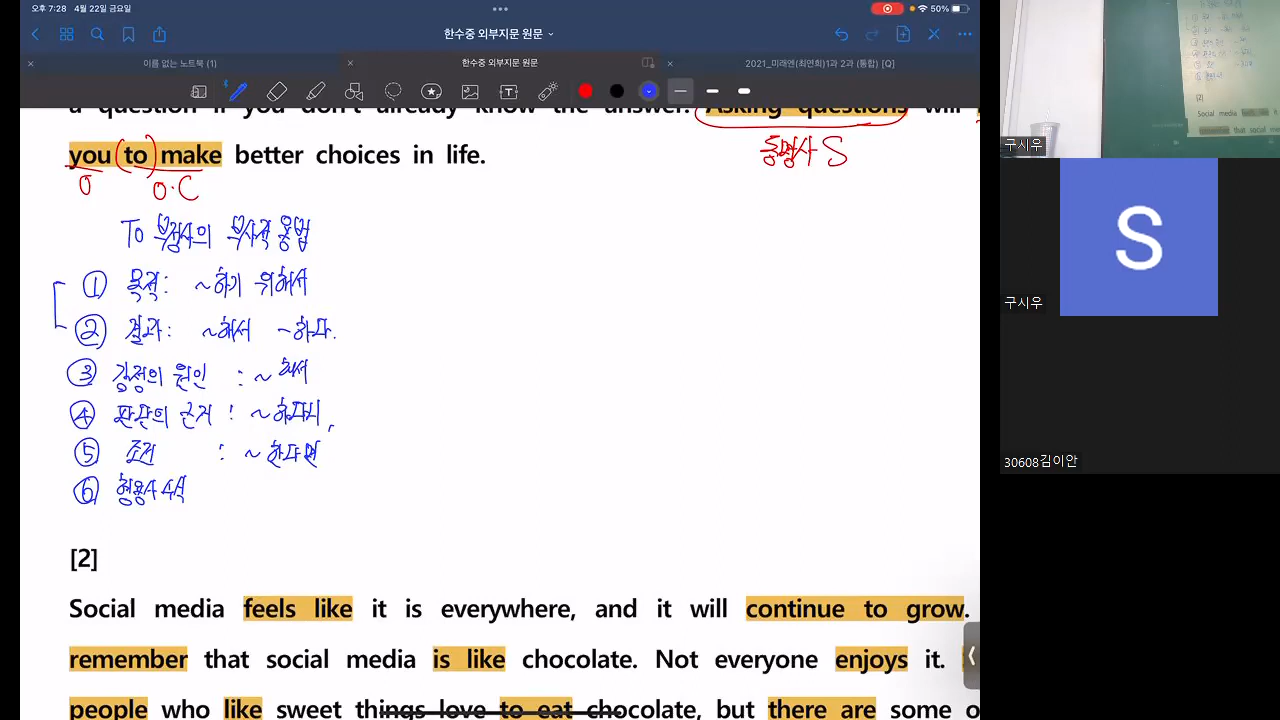 오후 7:28 4월 22일 금요일
50%
한수중 외부지문 원문
이름 없는 노트북 (1)
한수중 외부지문 원문
2021_미래엔(최연희)1과 2과 (통합) [Q]
a question if you don't already know the answer. Asking questions will
you (to) make better choices in life.
동명사 S
O O·C
To 부정사의 부사적 용법
① 목적: ~하기 위해서
② 결과: ~해서 ~하다.
③ 감정의 원인 : ~해서
④ 판단의 근거 : ~하다니,
⑤ 조건 : ~한다면
⑥ 형용사 수식
[2]
Social media feels like it is everywhere, and it will continue to grow.
remember that social media is like chocolate. Not everyone enjoys it.
people who like sweet things love to eat chocolate, but there are some
구시우
S
구시우
30608김이안